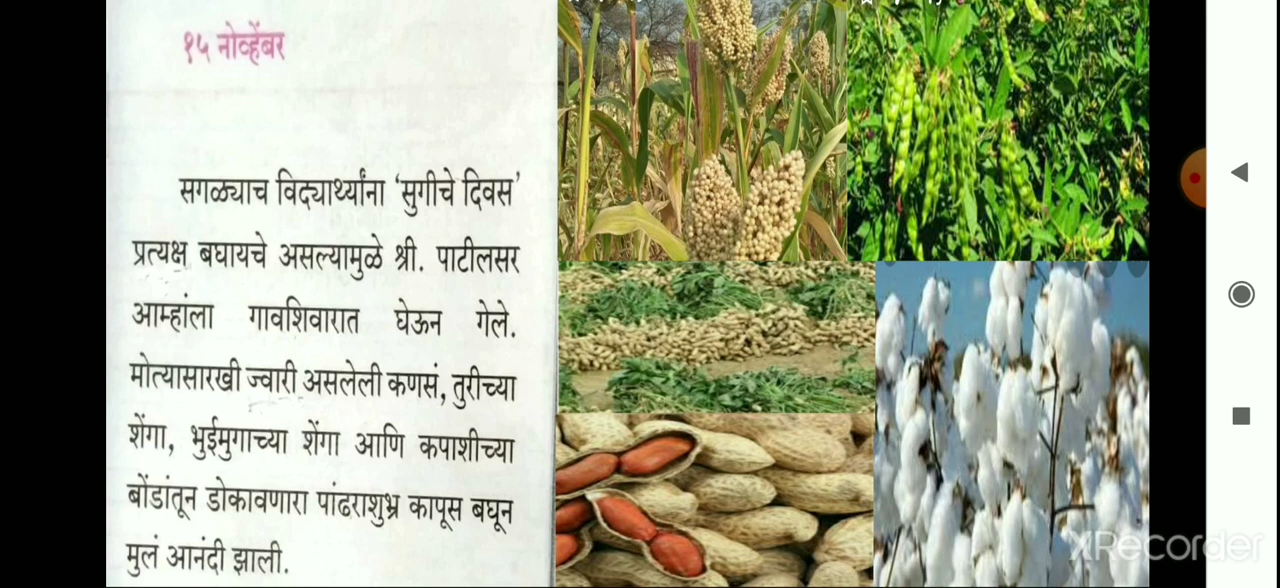 १५ नोव्हेंबर
सगळ्याच विद्यार्थ्यांना ‘सुगीचे दिवस’
प्रत्यक्ष बघायचे असल्यामुळे श्री. पाटीलसर
आम्हांला गावशिवारात घेऊन गेले.
मोत्यासारखी ज्वारी असलेली कणसं, तुरीच्या
शेंगा, भुईमुगाच्या शेंगा आणि कपाशीच्या
बोंडांतून डोकावणारा पांढराशुभ्र कापूस बघून
मुलं आनंदी झाली.
XRecorder